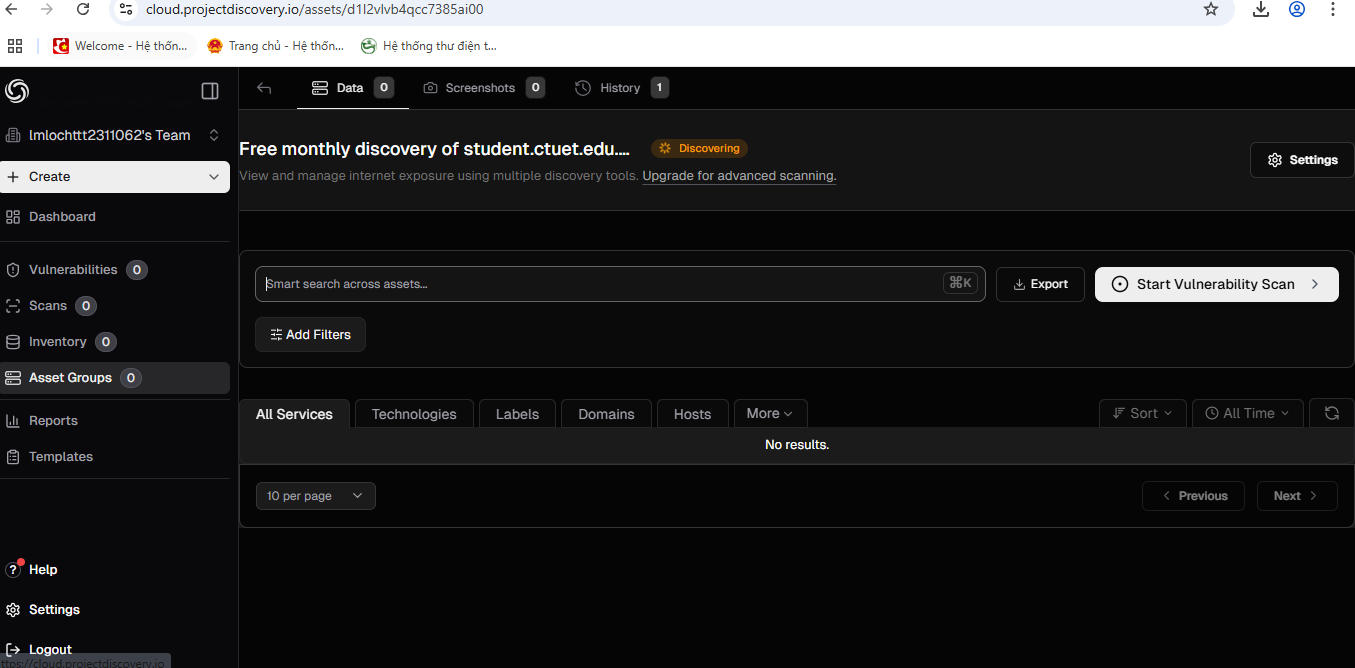 cloud.projectdiscovery.io/assets/d1l2vlvb4qcc7385ai00
Welcome - Hệ thốn...
Trang chủ - Hệ thốn...
Hệ thống thư điện t...
Data 0
Screenshots 0
History 1
lmlochttt2311062's Team
Free monthly discovery of student.ctuet.edu....
Discovering
Settings
View and manage internet exposure using multiple discovery tools. Upgrade for advanced scanning.
Create
Dashboard
Vulnerabilities 0
Scans 0
Inventory 0
Asset Groups 0
Reports
Templates
Help
Settings
Logout
Smart search across assets...
⌘K
Export
Start Vulnerability Scan
Add Filters
All Services
Technologies
Labels
Domains
Hosts
More
Sort
All Time
No results.
10 per page
Previous
Next
ttps://cloud.projectdiscovery.io